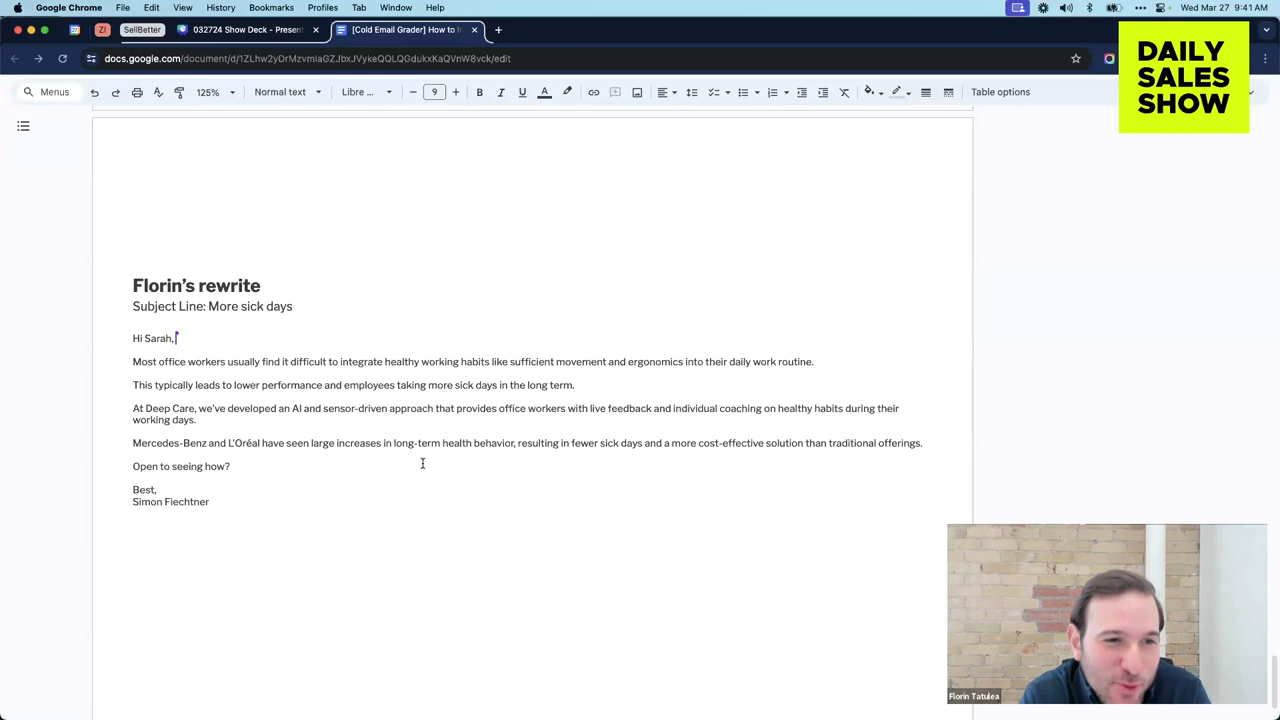 Google Chrome File Edit View History Bookmarks Profiles Tab Window Help
Wed Mar 27 9:41 AM
ZI SellBetter 032724 Show Deck - Present [Cold Email Grader] How to
docs.google.com/document/d/1ZLhw2yDrMzvmlaGZJbxJVykeQQLQGdukxKaQVnW8vck/edit
DAILY
SALES
SHOW
Menus 125% Normal text Libre ... 9 B I U A Table options
Florin's rewrite
Subject Line: More sick days
Hi Sarah,
Most office workers usually find it difficult to integrate healthy working habits like sufficient movement and ergonomics into their daily work routine.
This typically leads to lower performance and employees taking more sick days in the long term.
At Deep Care, we've developed an AI and sensor-driven approach that provides office workers with live feedback and individual coaching on healthy habits during their
working days.
Mercedes-Benz and L'Oréal have seen large increases in long-term health behavior, resulting in fewer sick days and a more cost-effective solution than traditional offerings.
Open to seeing how?
Best,
Simon Fiechtner
Florin Tatulea